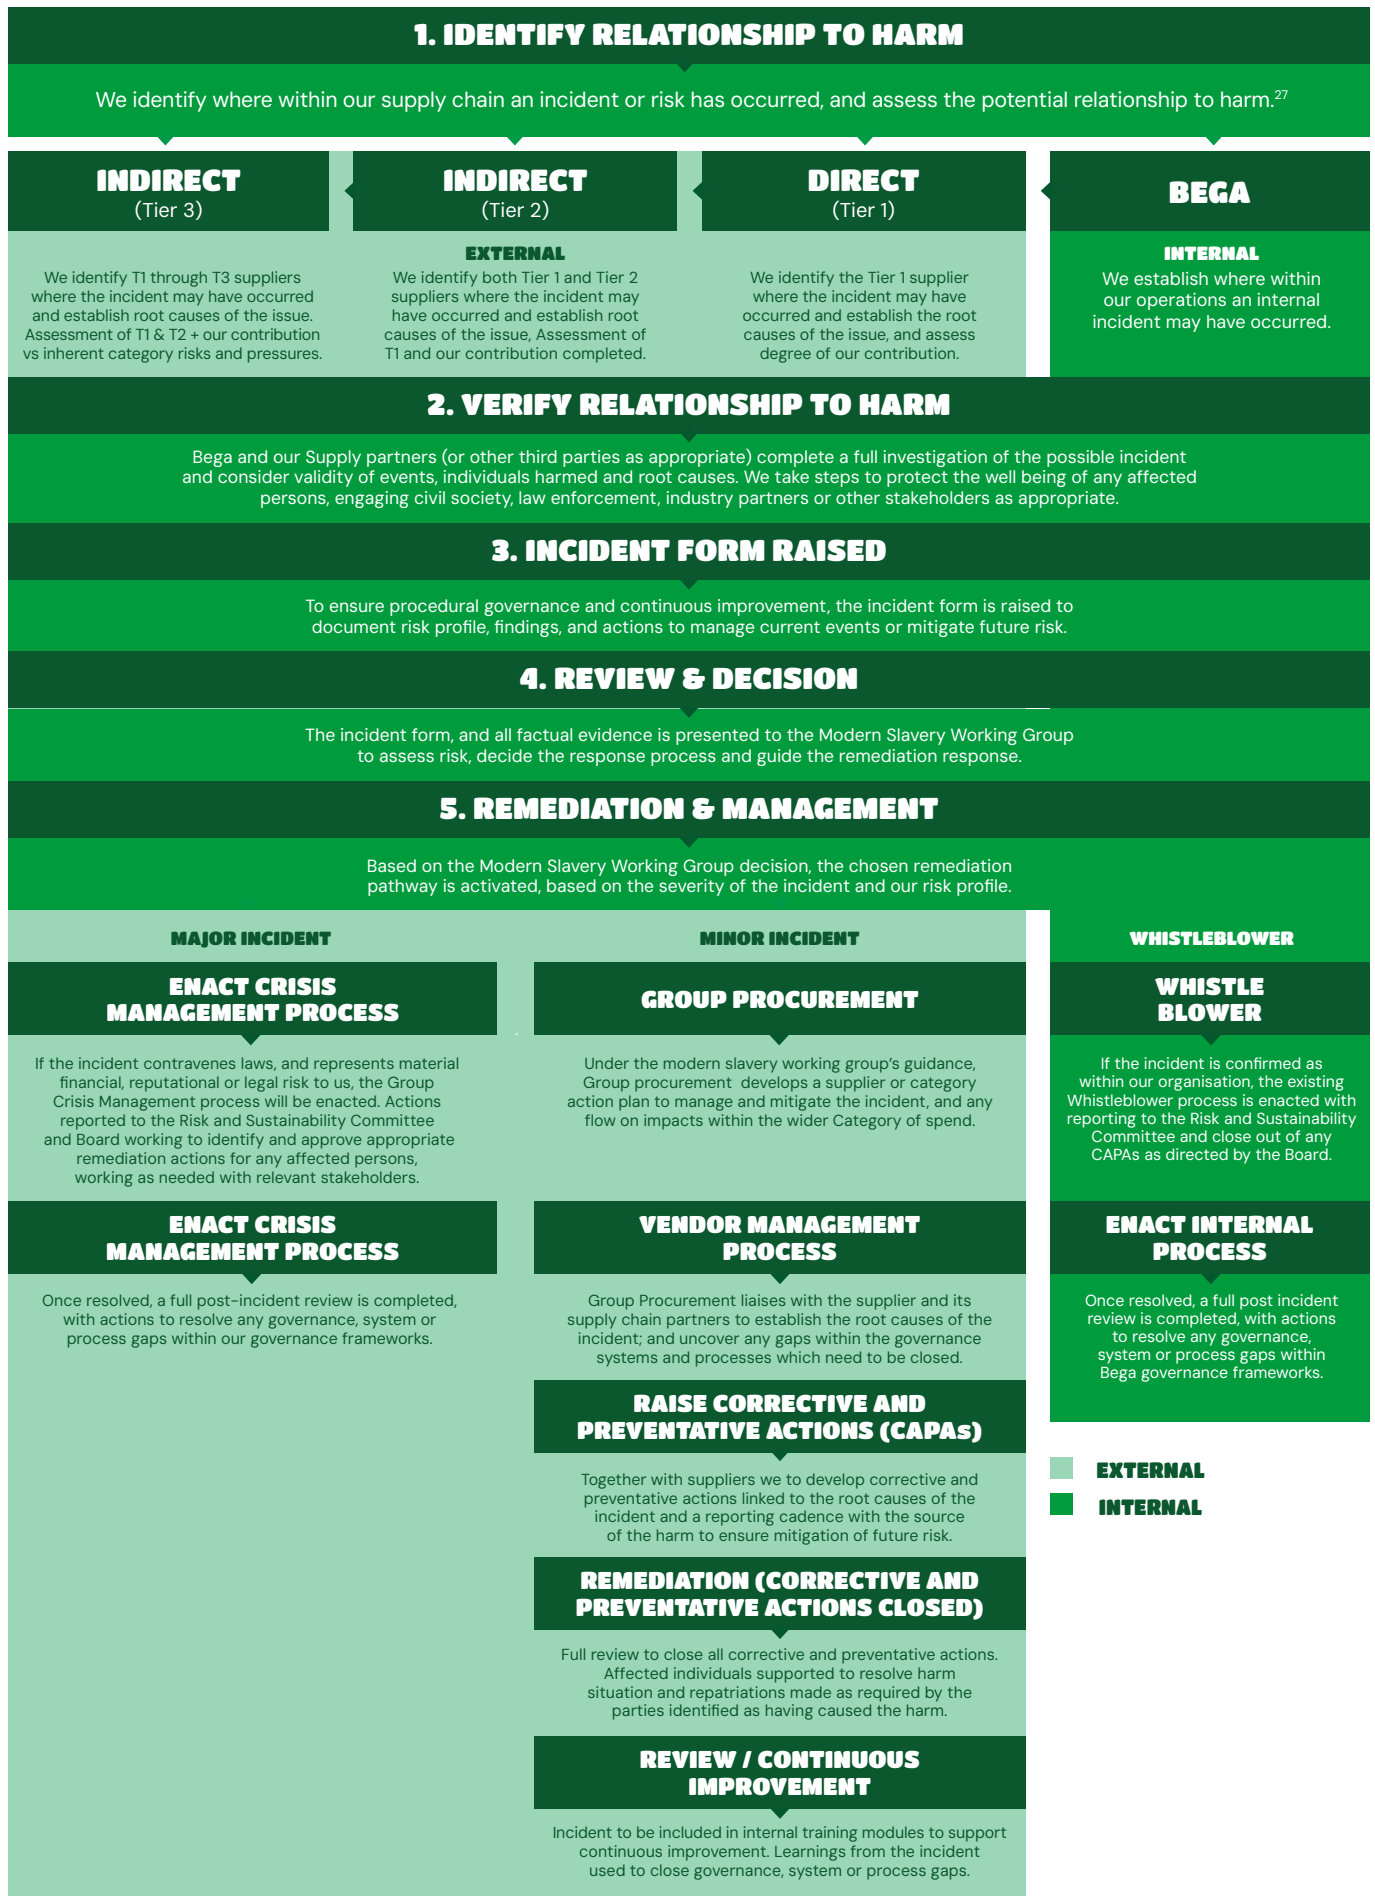 1. IDENTIFY RELATIONSHIP TO HARM
We identify where within our supply chain an incident or risk has occurred, and assess the potential relationship to harm.27
INDIRECT
(Tier 3)
We identify T1 through T3 suppliers
where the incident may have occurred
and establish root causes of the issue.
Assessment of T1 & T2 + our contribution
vs inherent category risks and pressures.
INDIRECT
(Tier 2)
EXTERNAL
We identify both Tier 1 and Tier 2
suppliers where the incident may
have occurred and establish root
causes of the issue, Assessment of
T1 and our contribution completed.
DIRECT
(Tier 1)
We identify the Tier 1 supplier
where the incident may have
occurred and establish the root
causes of the issue, and assess
degree of our contribution.
BEGA
INTERNAL
We establish where within
our operations an internal
incident may have occurred.
2. VERIFY RELATIONSHIP TO HARM
Bega and our Supply partners (or other third parties as appropriate) complete a full investigation of the possible incident
and consider validity of events, individuals harmed and root causes. We take steps to protect the well being of any affected
persons, engaging civil society, law enforcement, industry partners or other stakeholders as appropriate.
3. INCIDENT FORM RAISED
To ensure procedural governance and continuous improvement, the incident form is raised to
document risk profile, findings, and actions to manage current events or mitigate future risk.
4. REVIEW & DECISION
The incident form, and all factual evidence is presented to the Modern Slavery Working Group
to assess risk, decide the response process and guide the remediation response.
5. REMEDIATION & MANAGEMENT
Based on the Modern Slavery Working Group decision, the chosen remediation
pathway is activated, based on the severity of the incident and our risk profile.
MAJOR INCIDENT
ENACT CRISIS
MANAGEMENT PROCESS
If the incident contravenes laws, and represents material
financial, reputational or legal risk to us, the Group
Crisis Management process will be enacted. Actions
reported to the Risk and Sustainability Committee
and Board working to identify and approve appropriate
remediation actions for any affected persons,
working as needed with relevant stakeholders.
ENACT CRISIS
MANAGEMENT PROCESS
Once resolved, a full post-incident review is completed,
with actions to resolve any governance, system or
process gaps within our governance frameworks.
MINOR INCIDENT
GROUP PROCUREMENT
Under the modern slavery working group's guidance,
Group procurement develops a supplier or category
action plan to manage and mitigate the incident, and any
flow on impacts within the wider Category of spend.
VENDOR MANAGEMENT
PROCESS
Group Procurement liaises with the supplier and its
supply chain partners to establish the root causes of the
incident; and uncover any gaps within the governance
systems and processes which need to be closed.
RAISE CORRECTIVE AND
PREVENTATIVE ACTIONS (CAPAs)
Together with suppliers we to develop corrective and
preventative actions linked to the root causes of the
incident and a reporting cadence with the source
of the harm to ensure mitigation of future risk.
REMEDIATION (CORRECTIVE AND
PREVENTATIVE ACTIONS CLOSED)
Full review to close all corrective and preventative actions.
Affected individuals supported to resolve harm
situation and repatriations made as required by the
parties identified as having caused the harm.
REVIEW / CONTINUOUS
IMPROVEMENT
Incident to be included in internal training modules to support
continuous improvement. Learnings from the incident
used to close governance, system or process gaps.
WHISTLEBLOWER
WHISTLE
BLOWER
If the incident is confirmed as
within our organisation, the existing
Whistleblower process is enacted with
reporting to the Risk and Sustainability
Committee and close out of any
CAPAs as directed by the Board.
ENACT INTERNAL
PROCESS
Once resolved, a full post incident
review is completed, with actions
to resolve any governance,
system or process gaps within
Bega governance frameworks.
EXTERNAL
INTERNAL